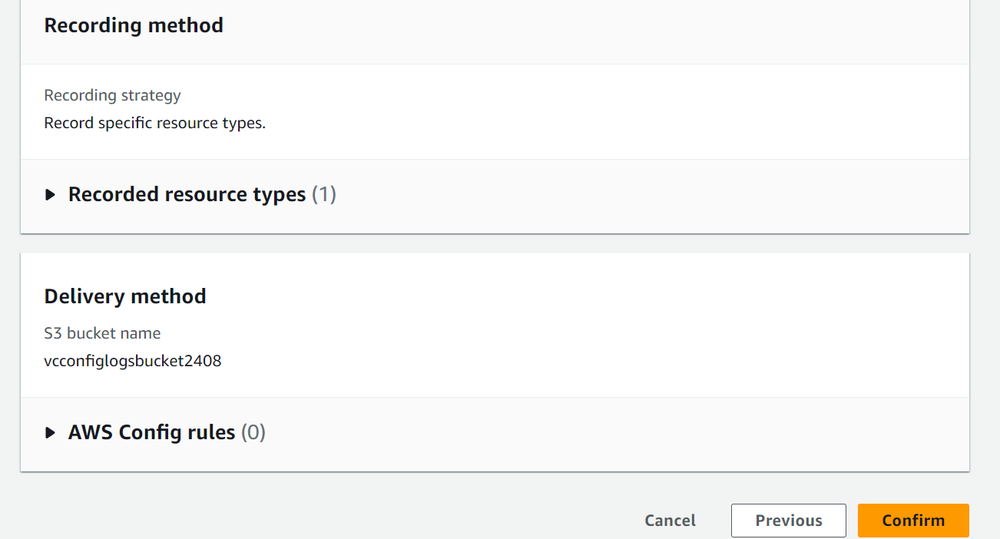 Recording method
Recording strategy
Record specific resource types.
Recorded resource types (1)
Delivery method
S3 bucket name
vcconfiglogsbucket2408
AWS Config rules (0)
Cancel
Previous
Confirm